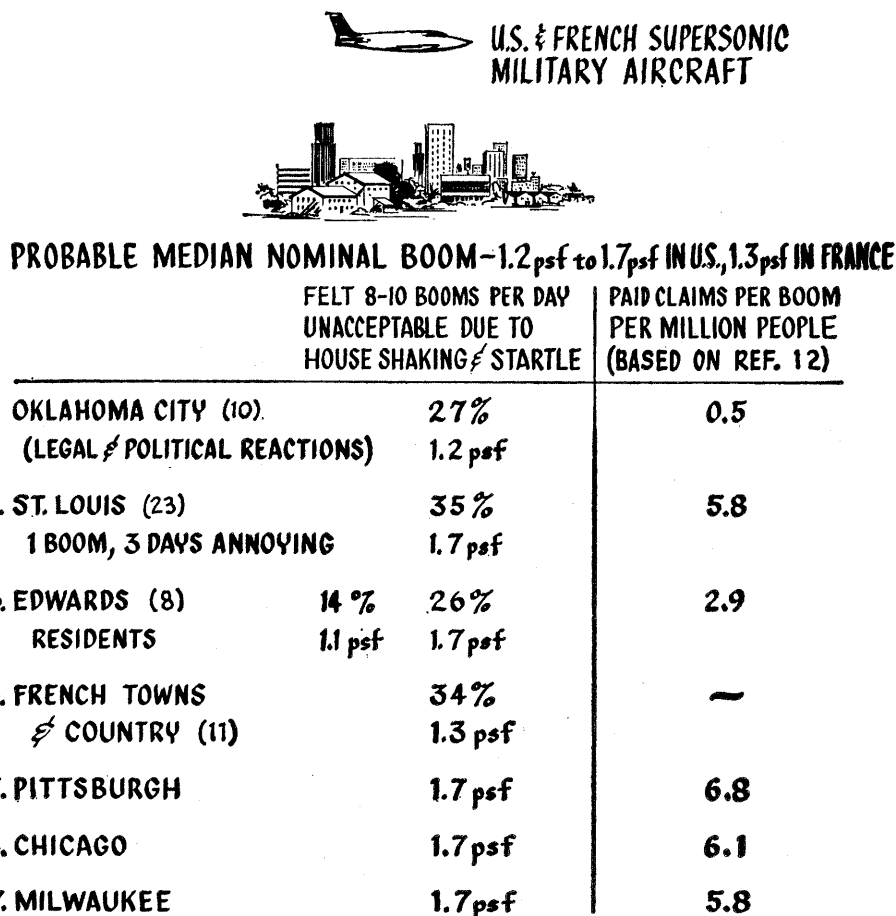 U.S. & FRENCH SUPERSONIC
MILITARY AIRCRAFT
PROBABLE MEDIAN NOMINAL BOOM-1.2 psf to 1.7psf IN U.S., 1.3psf IN FRANCE
FELT 8-10 BOOMS PER DAY PAID CLAIMS PER BOOM
UNACCEPTABLE DUE TO PER MILLION PEOPLE
HOUSE SHAKING & STARTLE (BASED ON REF. 12)
OKLAHOMA CITY (10). 27% 0.5
(LEGAL & POLITICAL REACTIONS) 1.2 psf
. ST. LOUIS (23) 35% 5.8
1 BOOM, 3 DAYS ANNOYING 1.7 psf
. EDWARDS (8) 14% 26% 2.9
RESIDENTS 1.1 psf 1.7 psf
. FRENCH TOWNS 34% –
& COUNTRY (11) 1.3 psf
. PITTSBURGH 1.7 psf 6.8
. CHICAGO 1.7 psf 6.1
. MILWAUKEE 1.7 psf 5.8